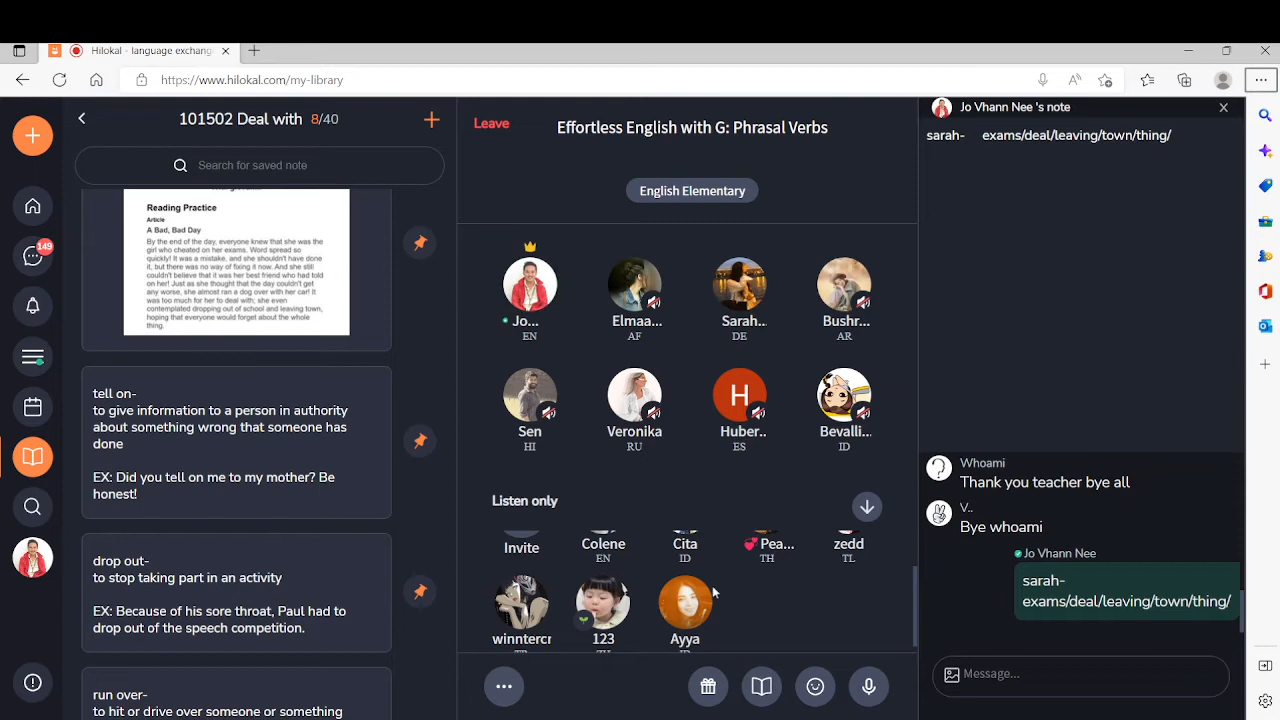 Hilokal - language exchang
https://www.hilokal.com/my-library
101502 Deal with 8/40
Search for saved note
Reading Practice
Article
A Bad, Bad Day
By the end of the day, everyone knew that she was the
girl who cheated on her exams. Word spread so
quickly! It was a mistake, and she shouldn't have done
it, but there was no way of fixing it now. And she still
couldn't believe that it was her best friend who had told
on her! Just as she thought that the day couldn't get
any worse, she almost ran a dog over with her car! It
was too much for her to deal with; she even
contemplated dropping out of school and leaving town,
hoping that everyone would forget about the whole
thing.
tell on-
to give information to a person in authority
about something wrong that someone has
done
EX: Did you tell on me to my mother? Be
honest!
drop out-
to stop taking part in an activity
EX: Because of his sore throat, Paul had to
drop out of the speech competition.
run over-
to hit or drive over someone or something
149
Leave
Effortless English with G: Phrasal Verbs
English Elementary
Jo...
EN
Elmaa...
AF
Sarah...
DE
Bushr...
AR
Sen
HI
Veronika
RU
H
Huber...
ES
Bevalli...
ID
Listen only
Invite
Colene
EN
Cita
ID
Pea...
TH
zedd
TL
wintercr
123
Ayya
Jo Vhann Nee 's note
sarah- exams/deal/leaving/town/thing/
Whoami
Thank you teacher bye all
V..
Bye whoami
Jo Vhann Nee
sarah-
exams/deal/leaving/town/thing/
Message...